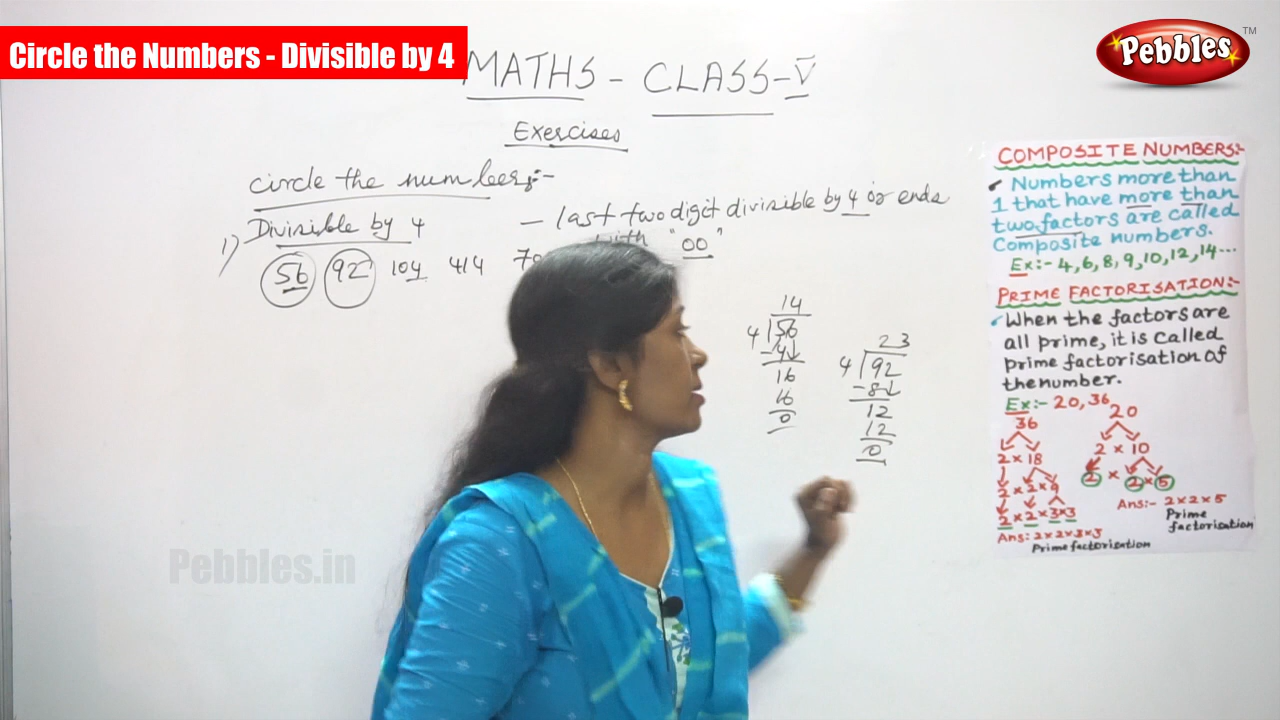 Circle the Numbers - Divisible by 4
Pebbles TM
MATHS - CLASS-V
Exercises
circle the numbers:-
1) Divisible by 4 - last two digit divisible by 4 or ends
with "00"
56 92 104 414 70
14
4 56
-4↓
16
16
0
23
4 92
-8↓
12
12
0
COMPOSITE NUMBERS:-
Numbers more than
1 that have more than
two factors are called
Composite numbers.
Ex:- 4, 6, 8, 9, 10, 12, 14...
PRIME FACTORISATION:-
When the factors are
all prime, it is called
prime factorisation of
the number.
Ex:- 20, 36
36
2 × 18
2 × 2 × 9
2 × 2 × 3 × 3
Ans: 2×2×3×3
Prime factorisation
20
2 × 10
2 × 2 × 5
Ans:- 2×2×5
Prime
factorisation
Pebbles.in